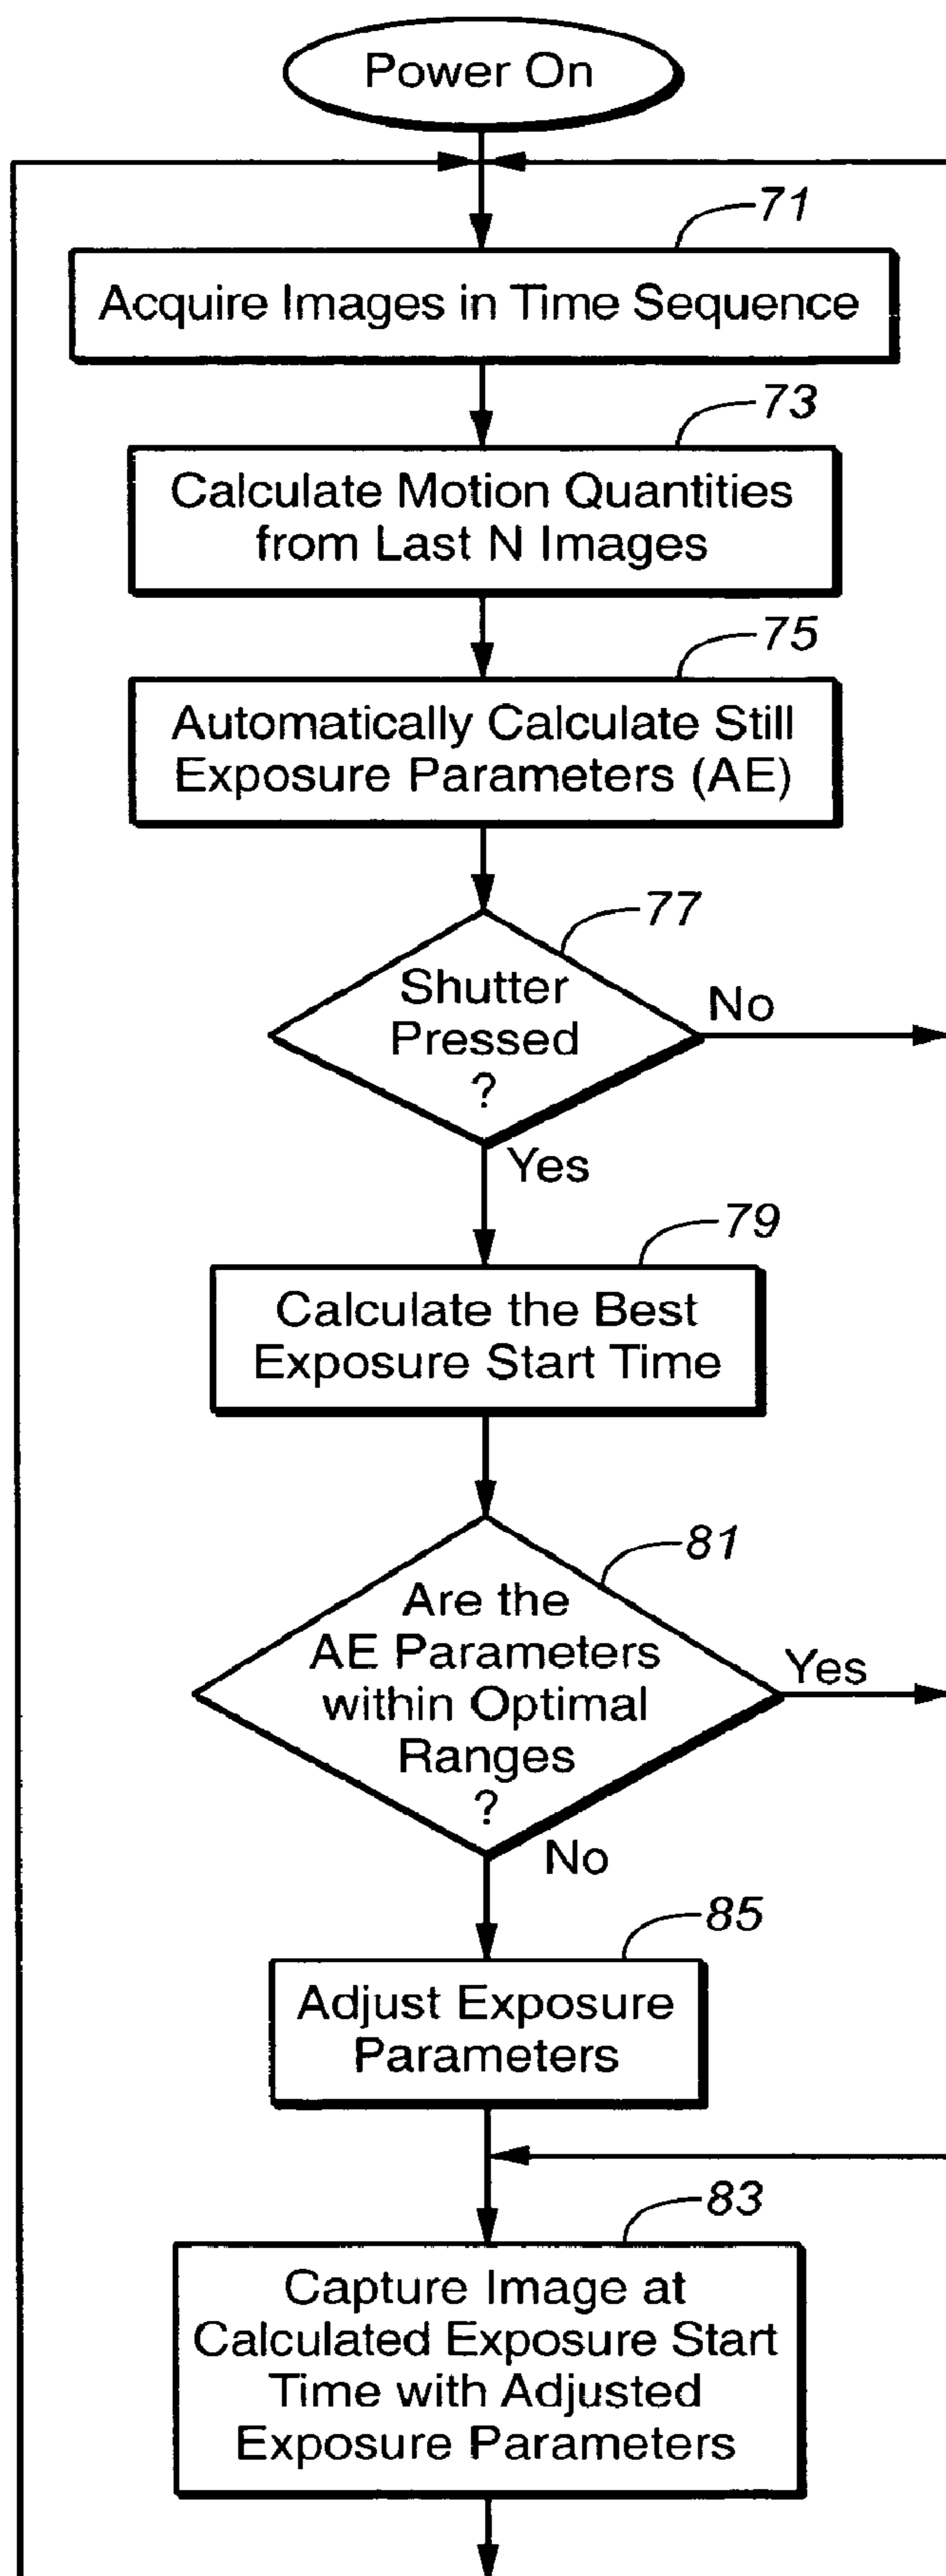 Power On
71
Acquire Images in Time Sequence
73
Calculate Motion Quantities
from Last N Images
75
Automatically Calculate Still
Exposure Parameters (AE)
77
Shutter
Pressed
?
No
Yes
79
Calculate the Best
Exposure Start Time
81
Are the
AE Parameters
within Optimal
Ranges
?
Yes
No
85
Adjust Exposure
Parameters
83
Capture Image at
Calculated Exposure Start
Time with Adjusted
Exposure Parameters